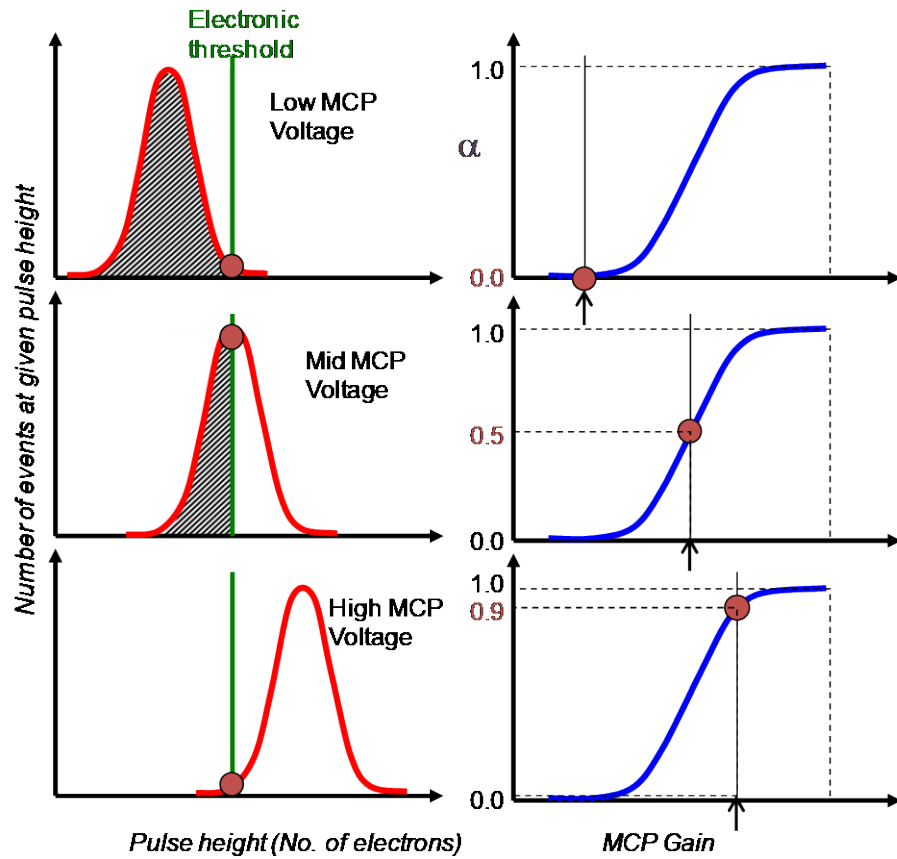 Electronic
threshold
Low MCP
Voltage
1.0
α
0.0
Number of events at given pulse height
Mid MCP
Voltage
1.0
0.5
0.0
High MCP
Voltage
1.0
0.9
0.0
Pulse height (No. of electrons)
MCP Gain